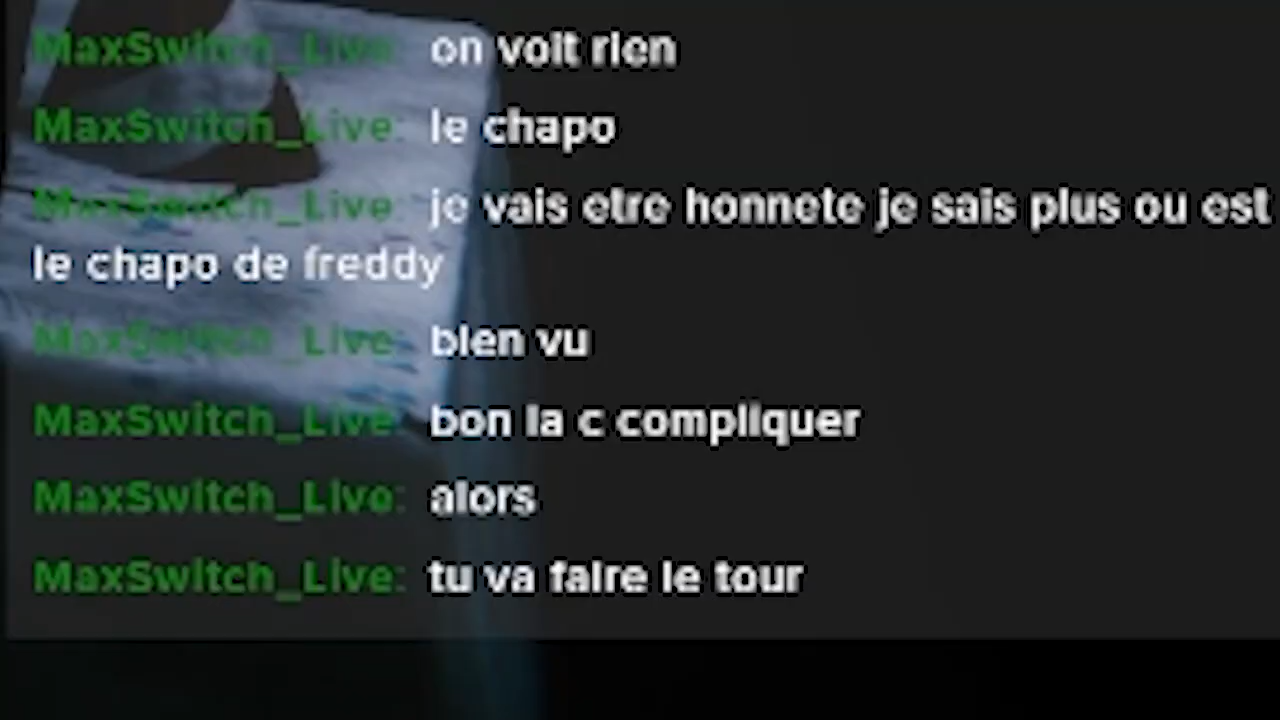 MaxSwitch_Live: on voit rien
MaxSwitch_Live: le chapo
MaxSwitch_Live: je vais etre honnete je sais plus ou est
le chapo de freddy
MaxSwitch_Live: bien vu
MaxSwitch_Live: bon la c compliquer
MaxSwitch_Live: alors
MaxSwitch_Live: tu va faire le tour